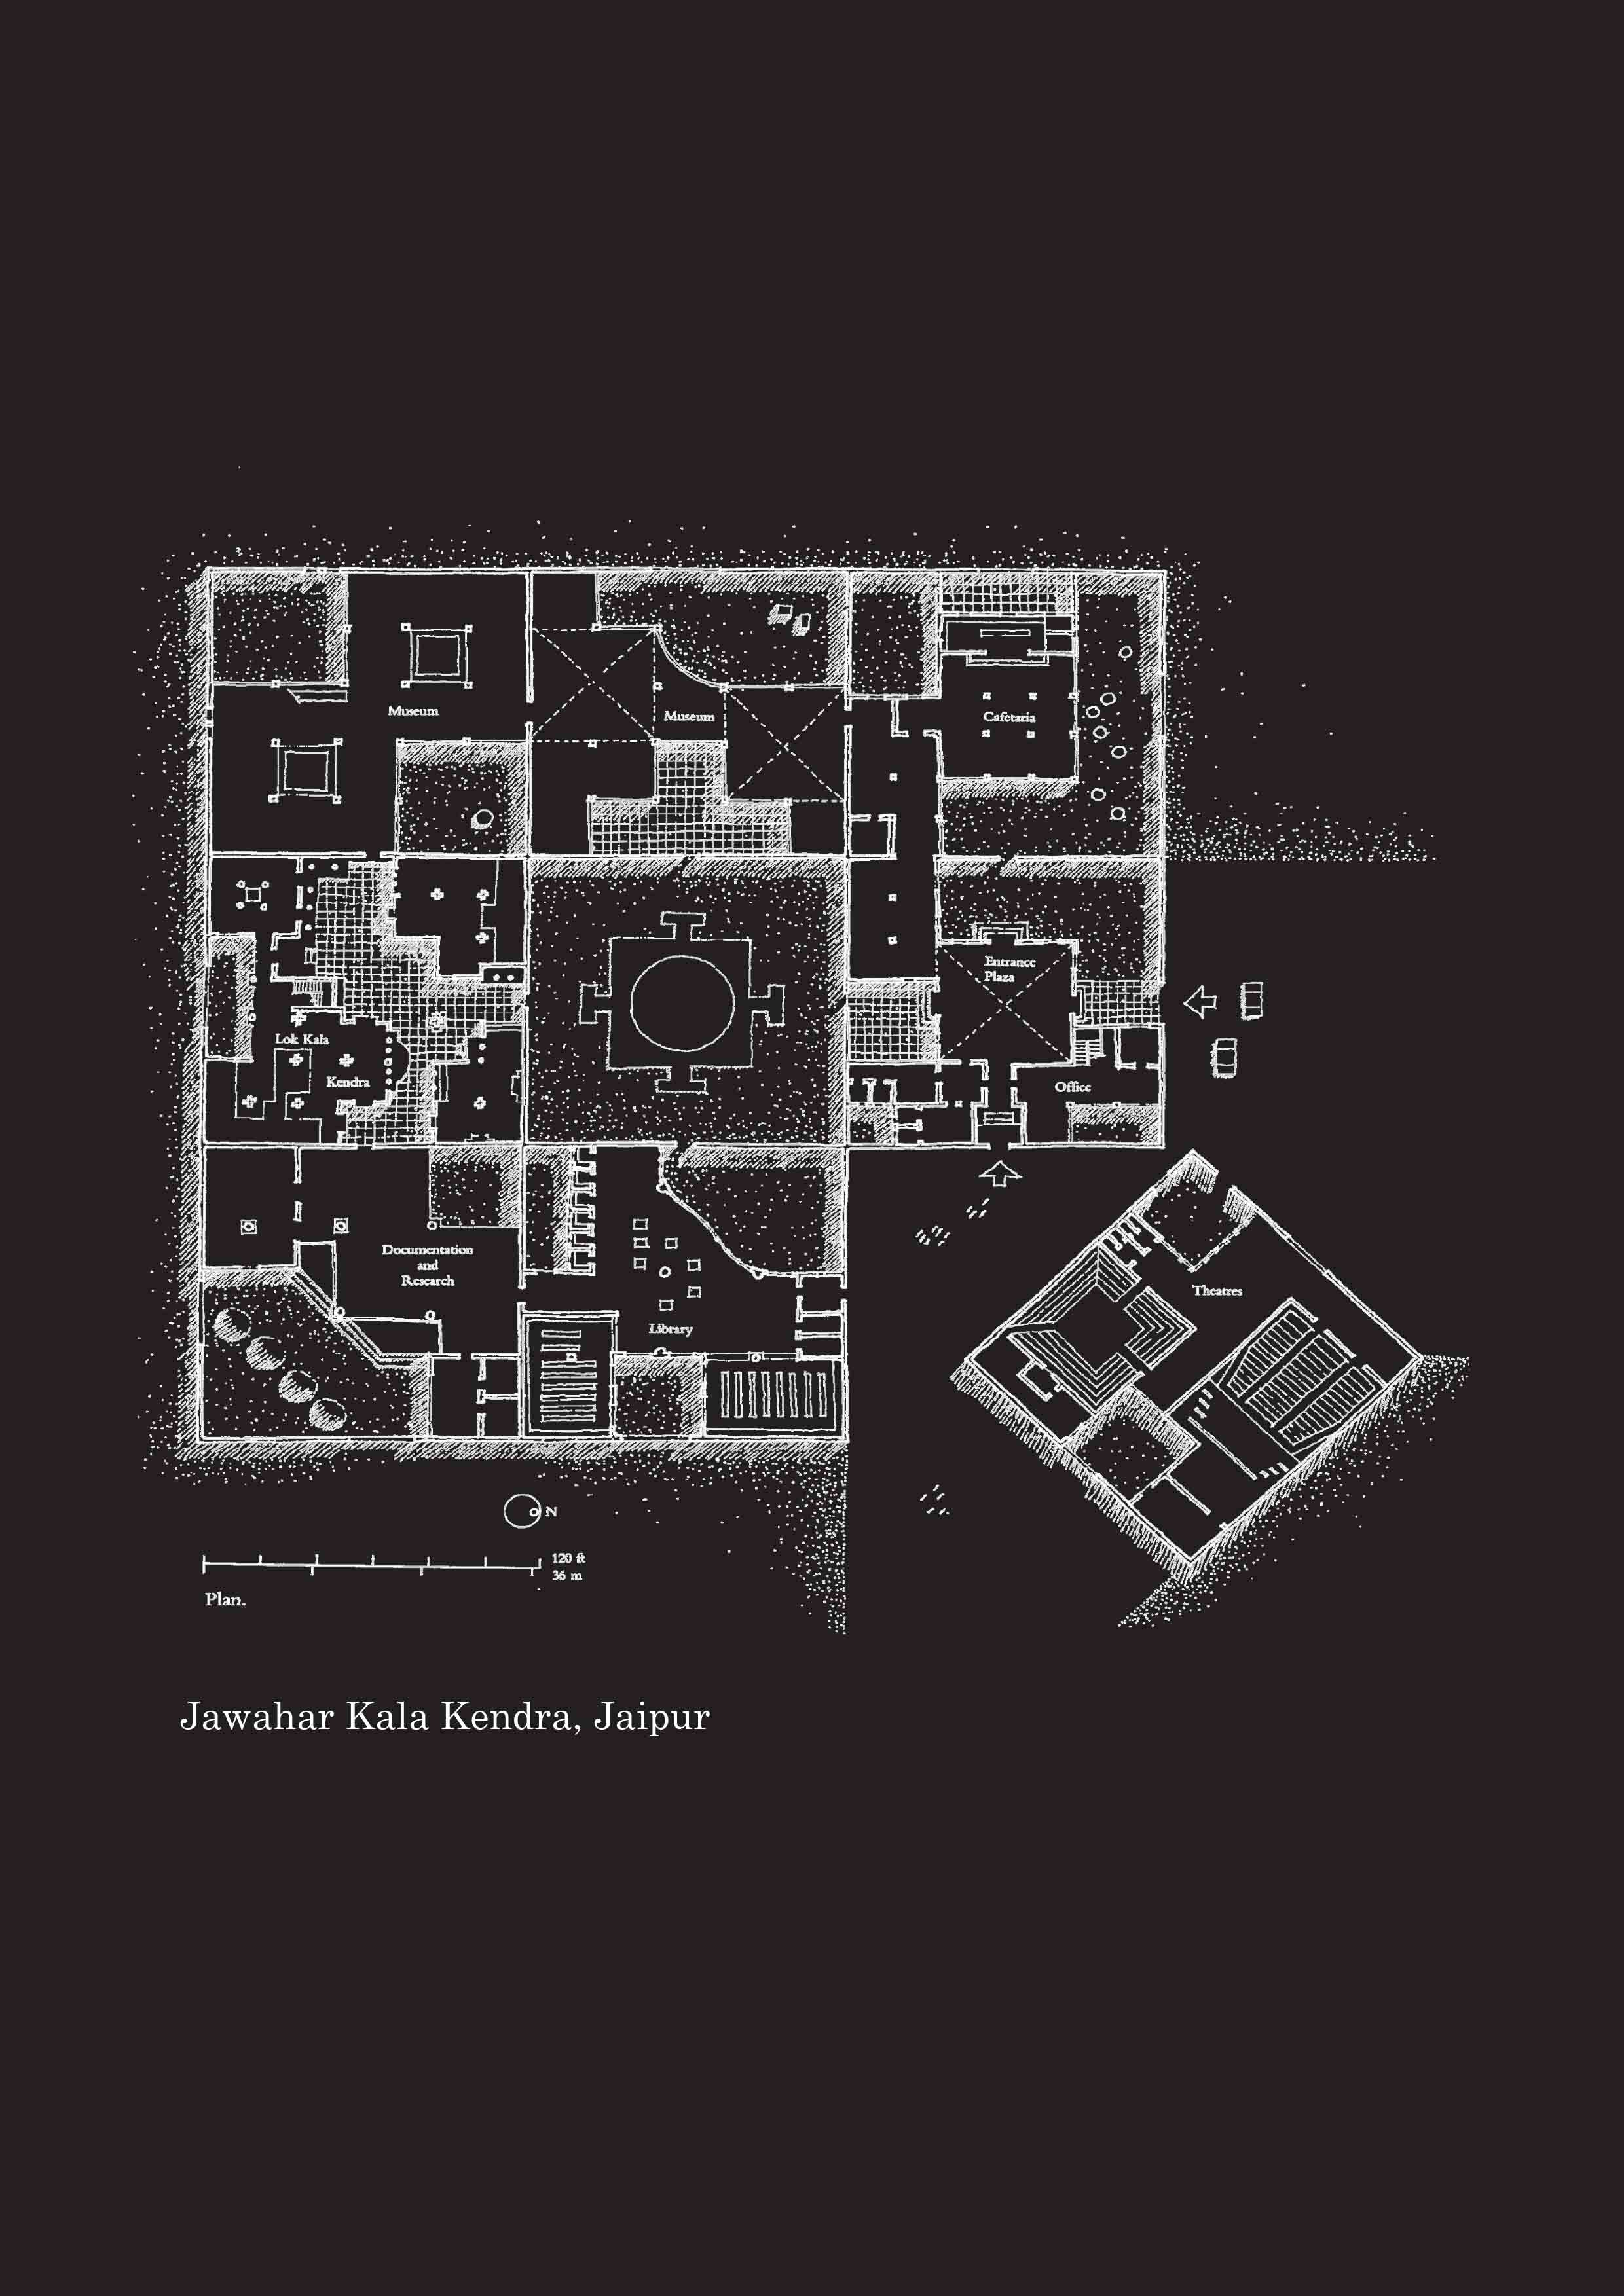 Museum
Museum
Cafetaria
Entrance
Plaza
Lok Kala
Kendra
Office
Documentation
and
Research
Library
Theatres
N
120 ft
36 m
Plan.
Jawahar Kala Kendra, Jaipur